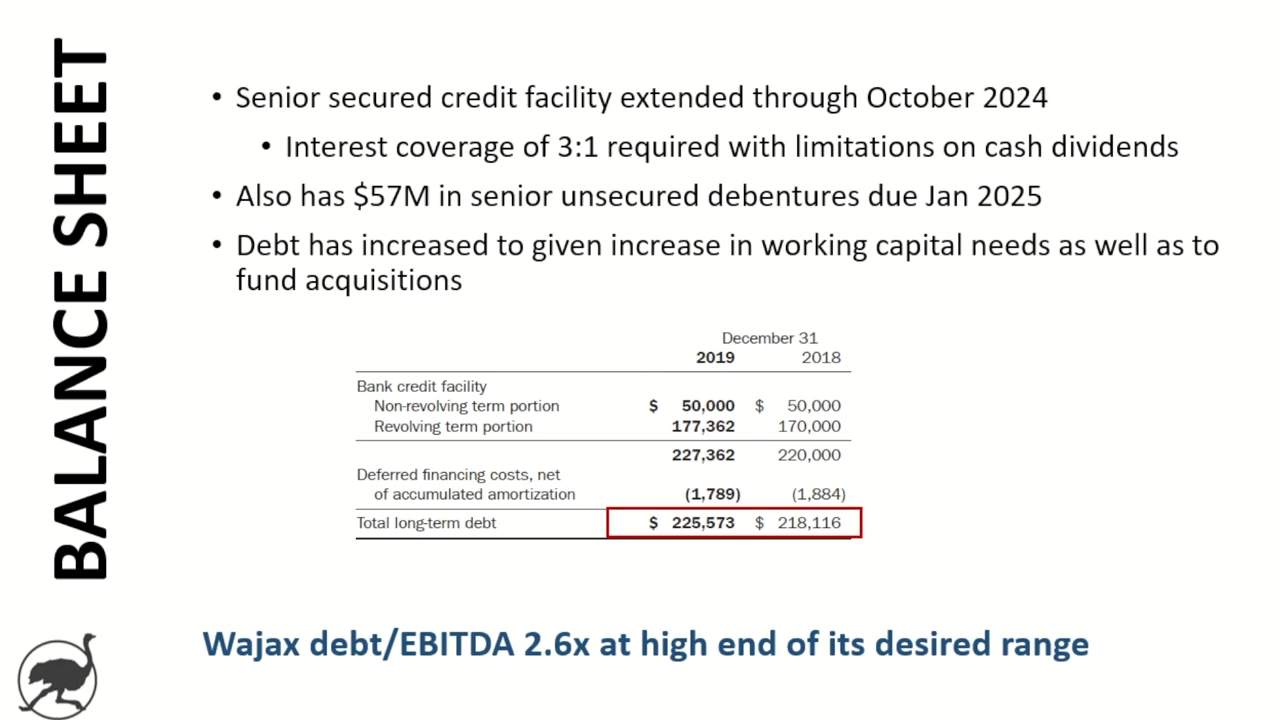 BALANCE SHEET
• Senior secured credit facility extended through October 2024
• Interest coverage of 3:1 required with limitations on cash dividends
• Also has $57M in senior unsecured debentures due Jan 2025
• Debt has increased to given increase in working capital needs as well as to
fund acquisitions
December 31
2019 2018
Bank credit facility
Non-revolving term portion $ 50,000 $ 50,000
Revolving term portion 177,362 170,000
227,362 220,000
Deferred financing costs, net
of accumulated amortization (1,789) (1,884)
Total long-term debt $ 225,573 $ 218,116
Wajax debt/EBITDA 2.6x at high end of its desired range